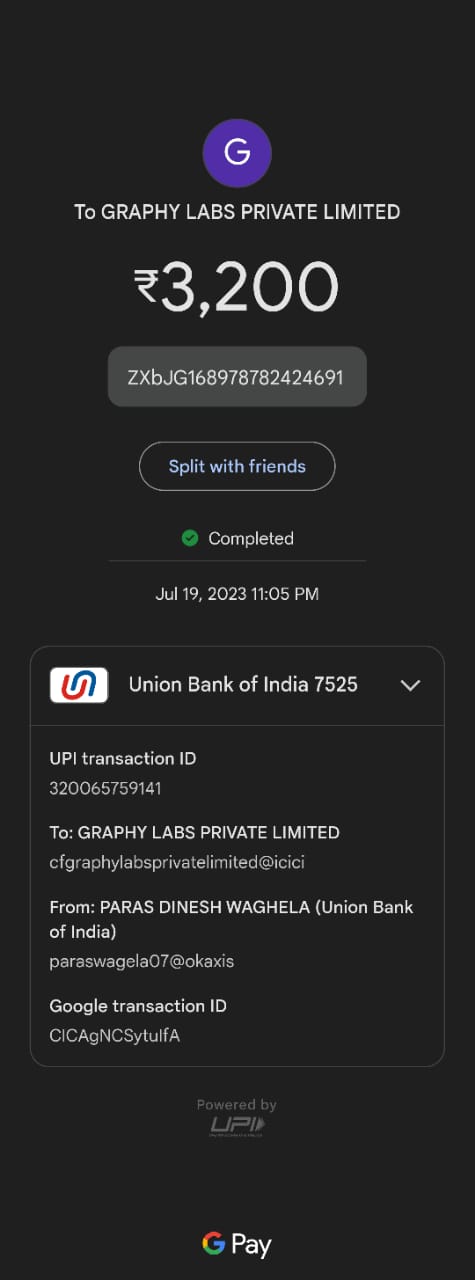 G
To GRAPHY LABS PRIVATE LIMITED
₹3,200
ZXbJG168978782424691
Split with friends
Completed
Jul 19, 2023 11:05 PM
Union Bank of India 7525
UPI transaction ID
320065759141
To: GRAPHY LABS PRIVATE LIMITED
cfgraphylabsprivatelimited@icici
From: PARAS DINESH WAGHELA (Union Bank
of India)
paraswagela07@okaxis
Google transaction ID
CICAgNCSytuIfA
Powered by
UPI
G Pay